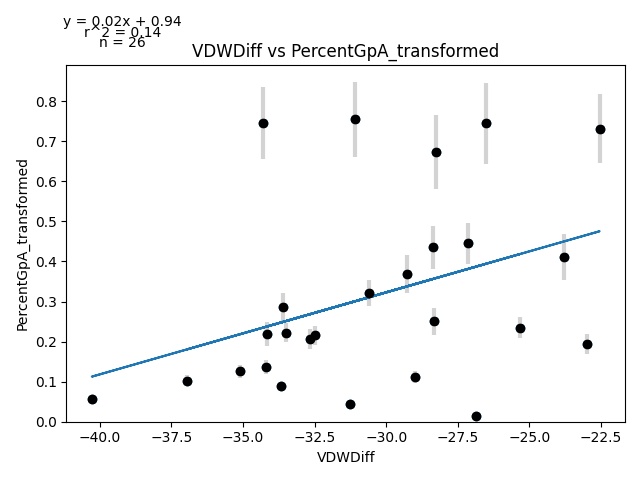 y = 0.02x + 0.94
r^2 = 0.14
n = 26
VDWDiff vs PercentGpA_transformed
PercentGpA_transformed
0.8
0.7
0.6
0.5
0.4
0.3
0.2
0.1
0.0
−40.0 −37.5 −35.0 −32.5 −30.0 −27.5 −25.0 −22.5
VDWDiff